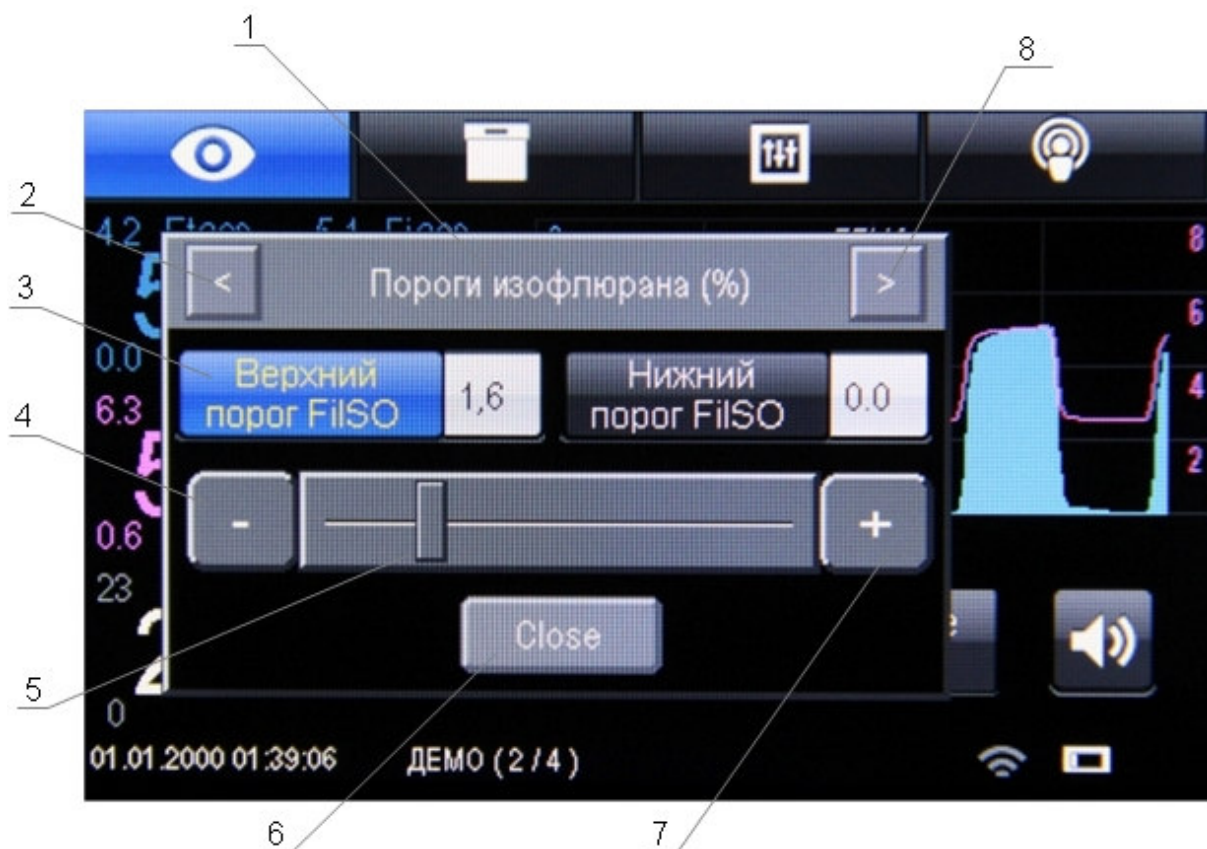 1
8
2
4.2 Etdes 5.1 Fides
8
< Пороги изофлюрана (%) >
3
6
0.0
Верхний
порог FiISO
1,6
Нижний
порог FiISO
0.0
4
6.3
4
2
- +
0.6
23
Close
5
0
01.01.2000 01:39:06 ДЕМО ( 2 / 4 )
6
7